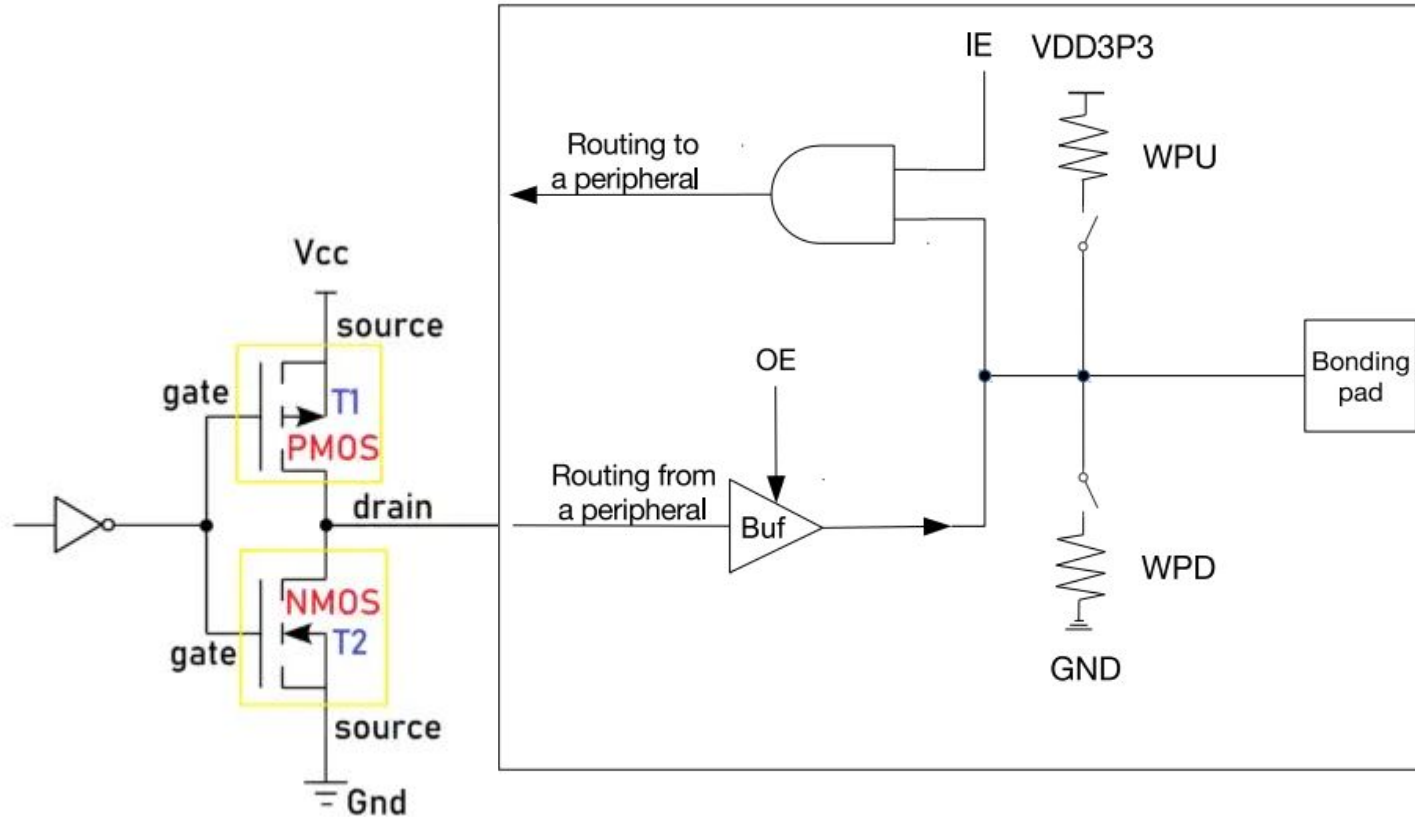 IE
VDD3P3
Routing to
a peripheral
WPU
Vcc
source
gate
T1
PMOS
OE
Bonding
pad
Routing from
a peripheral
drain
Buf
NMOS
T2
gate
WPD
GND
source
Gnd